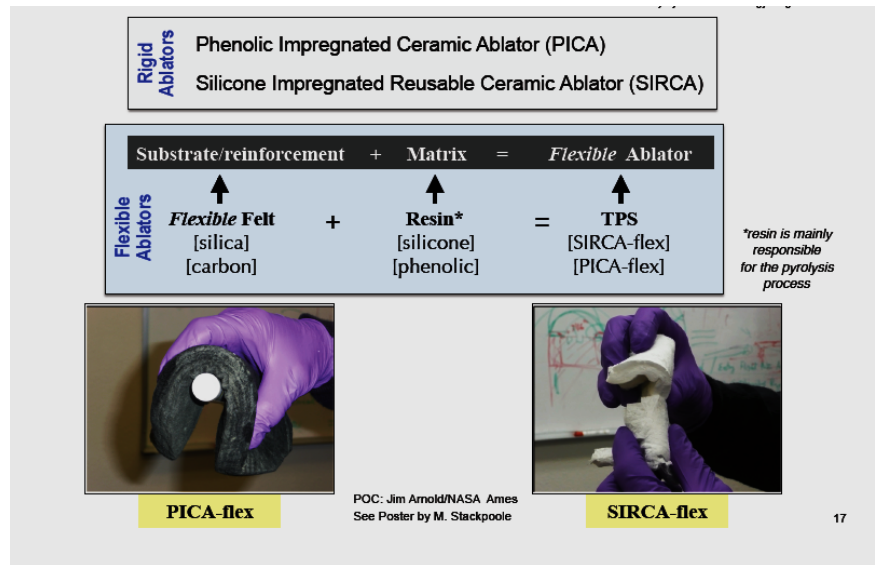 Rigid Ablators
Phenolic Impregnated Ceramic Ablator (PICA)
Silicone Impregnated Reusable Ceramic Ablator (SIRCA)
Flexible Ablators
Substrate/reinforcement + Matrix = Flexible Ablator
Flexible Felt + Resin* = TPS
[silica] [silicone] [SIRCA-flex]
[carbon] [phenolic] [PICA-flex]
*resin is mainly
responsible
for the pyrolysis
process
PICA-flex
POC: Jim Arnold/NASA Ames
See Poster by M. Stackpoole
SIRCA-flex
17